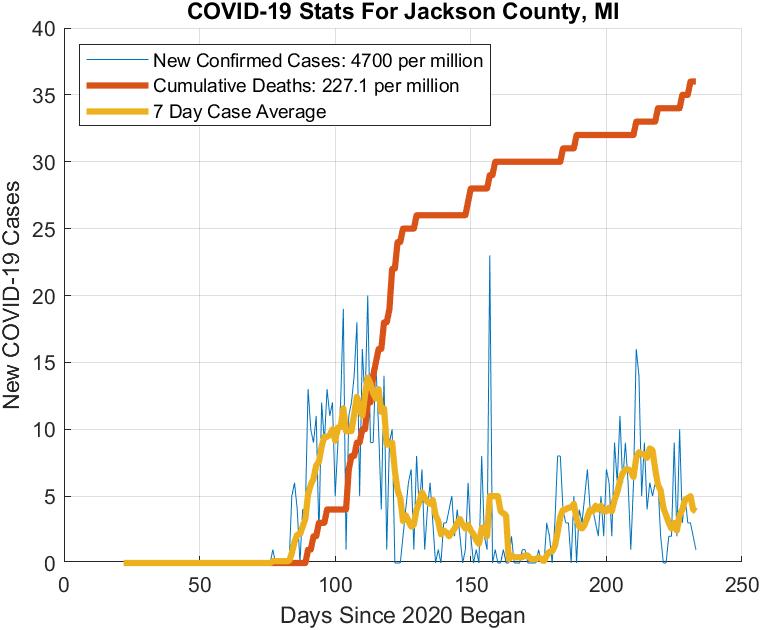 COVID-19 Stats For Jackson County, MI
New Confirmed Cases: 4700 per million
Cumulative Deaths: 227.1 per million
7 Day Case Average
New COVID-19 Cases
40
35
30
25
20
15
10
5
0
0 50 100 150 200 250
Days Since 2020 Began